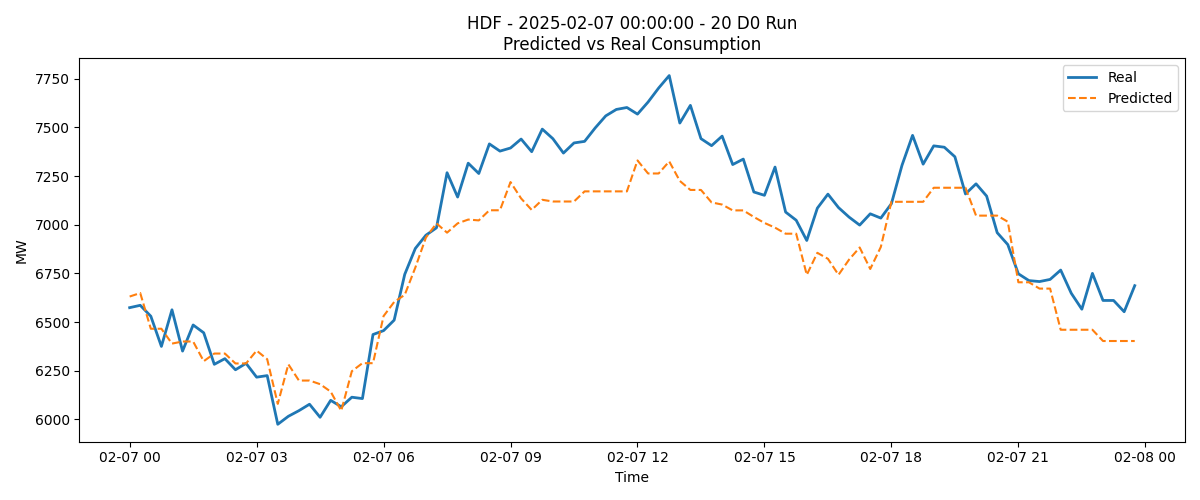 HDF - 2025-02-07 00:00:00 - 20 D0 Run
Predicted vs Real Consumption
Real
Predicted
MW
7750
7500
7250
7000
6750
6500
6250
6000
02-07 00
02-07 03
02-07 06
02-07 09
02-07 12
02-07 15
02-07 18
02-07 21
02-08 00
Time